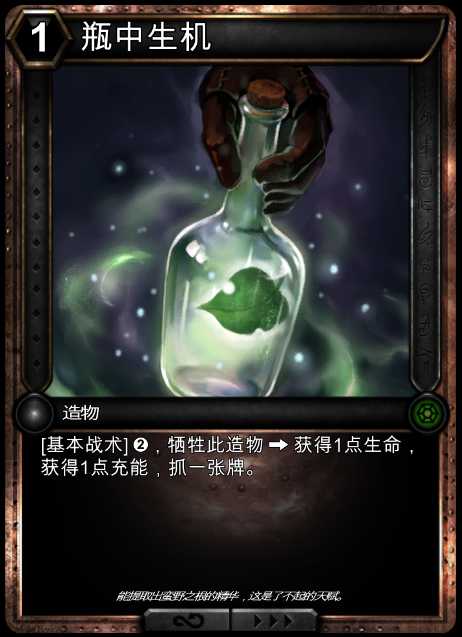 1 瓶中生机
造物
[基本战术] ❷，牺牲此造物 ➡ 获得1点生命，
获得1点充能，抓一张牌。
能提取出蛮野之根的精华，这是了不起的天赋。